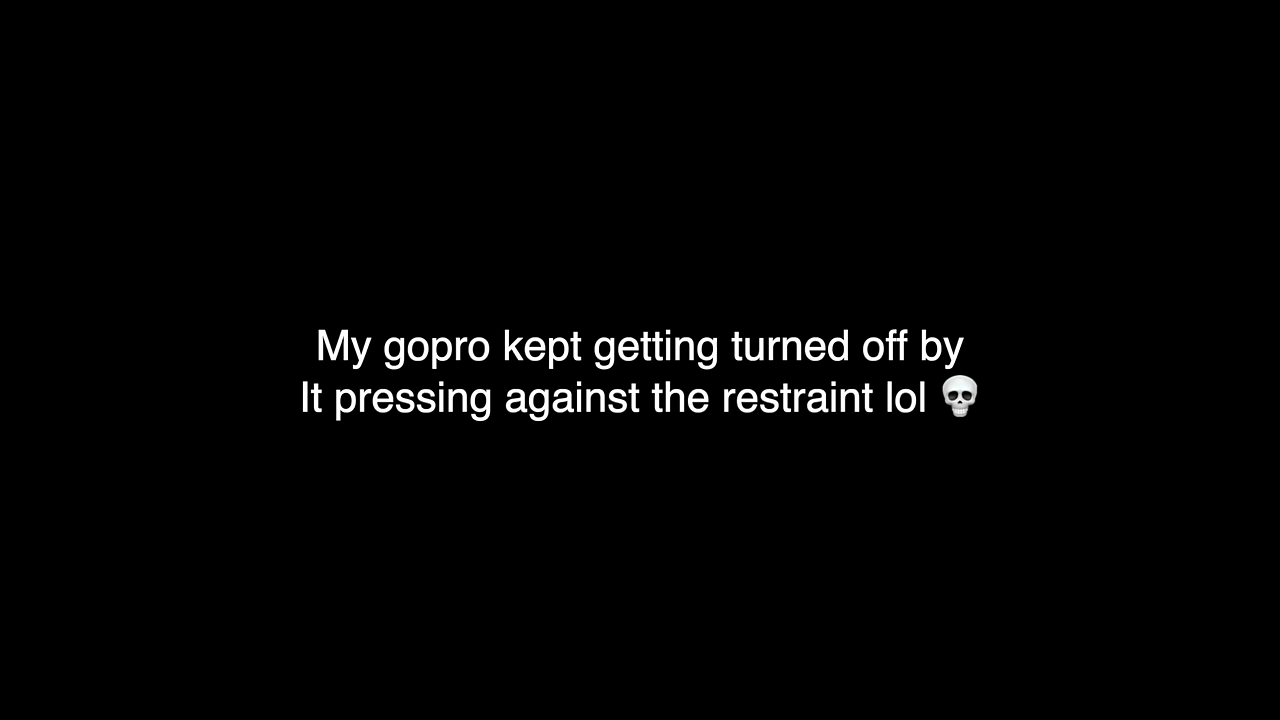 My gopro kept getting turned off by
It pressing against the restraint lol 💀